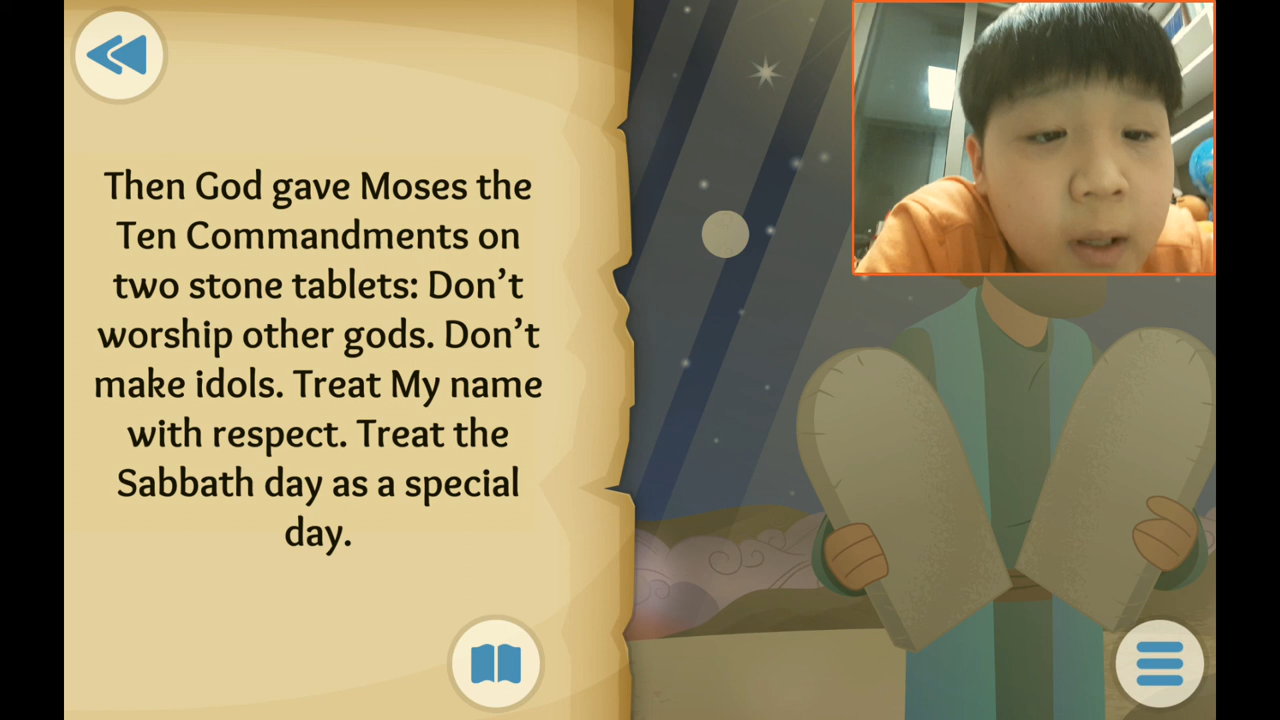 Then God gave Moses the
Ten Commandments on
two stone tablets: Don’t
worship other gods. Don’t
make idols. Treat My name
with respect. Treat the
Sabbath day as a special
day.